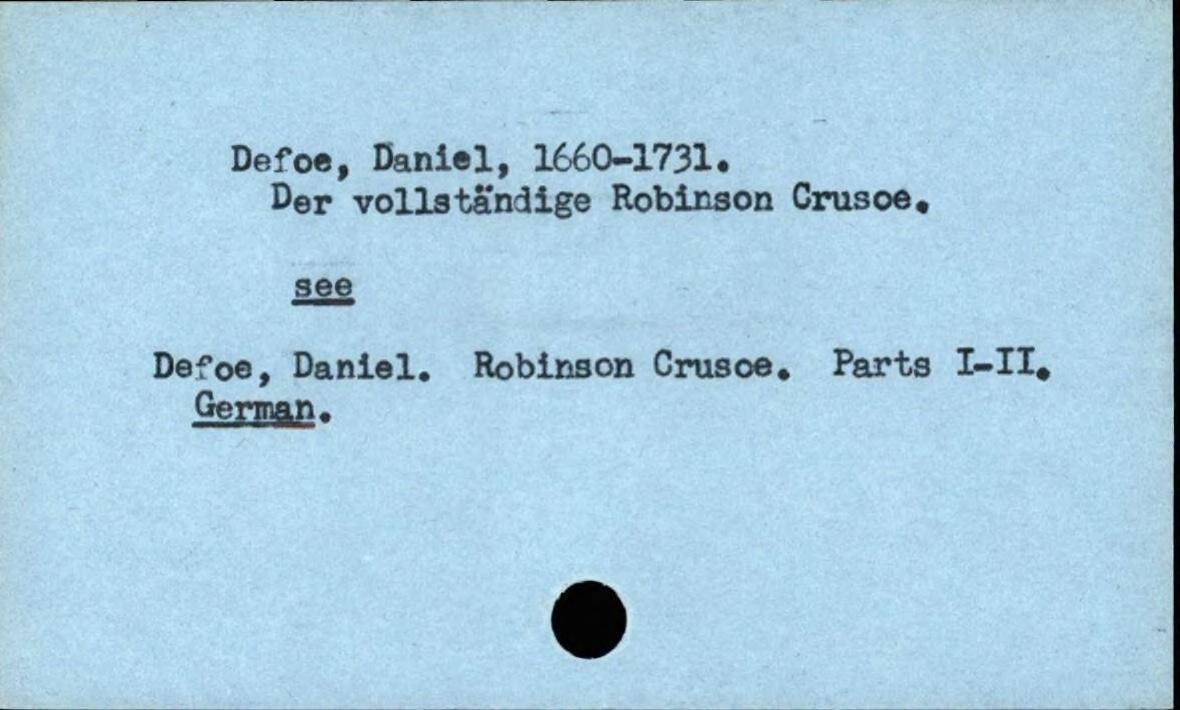 Defoe, Daniel, 1660-1731.
Der vollständige Robinson Crusoe.
see
Defoe, Daniel. Robinson Crusoe. Parts I-II.
German.